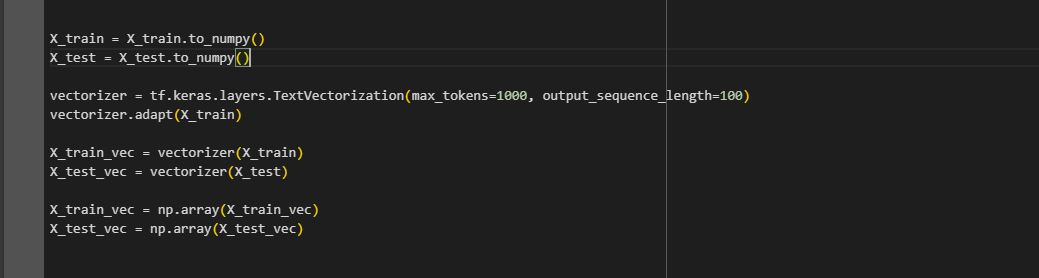 X_train = X_train.to_numpy()
X_test = X_test.to_numpy()
vectorizer = tf.keras.layers.TextVectorization(max_tokens=1000, output_sequence_length=100)
vectorizer.adapt(X_train)
X_train_vec = vectorizer(X_train)
X_test_vec = vectorizer(X_test)
X_train_vec = np.array(X_train_vec)
X_test_vec = np.array(X_test_vec)